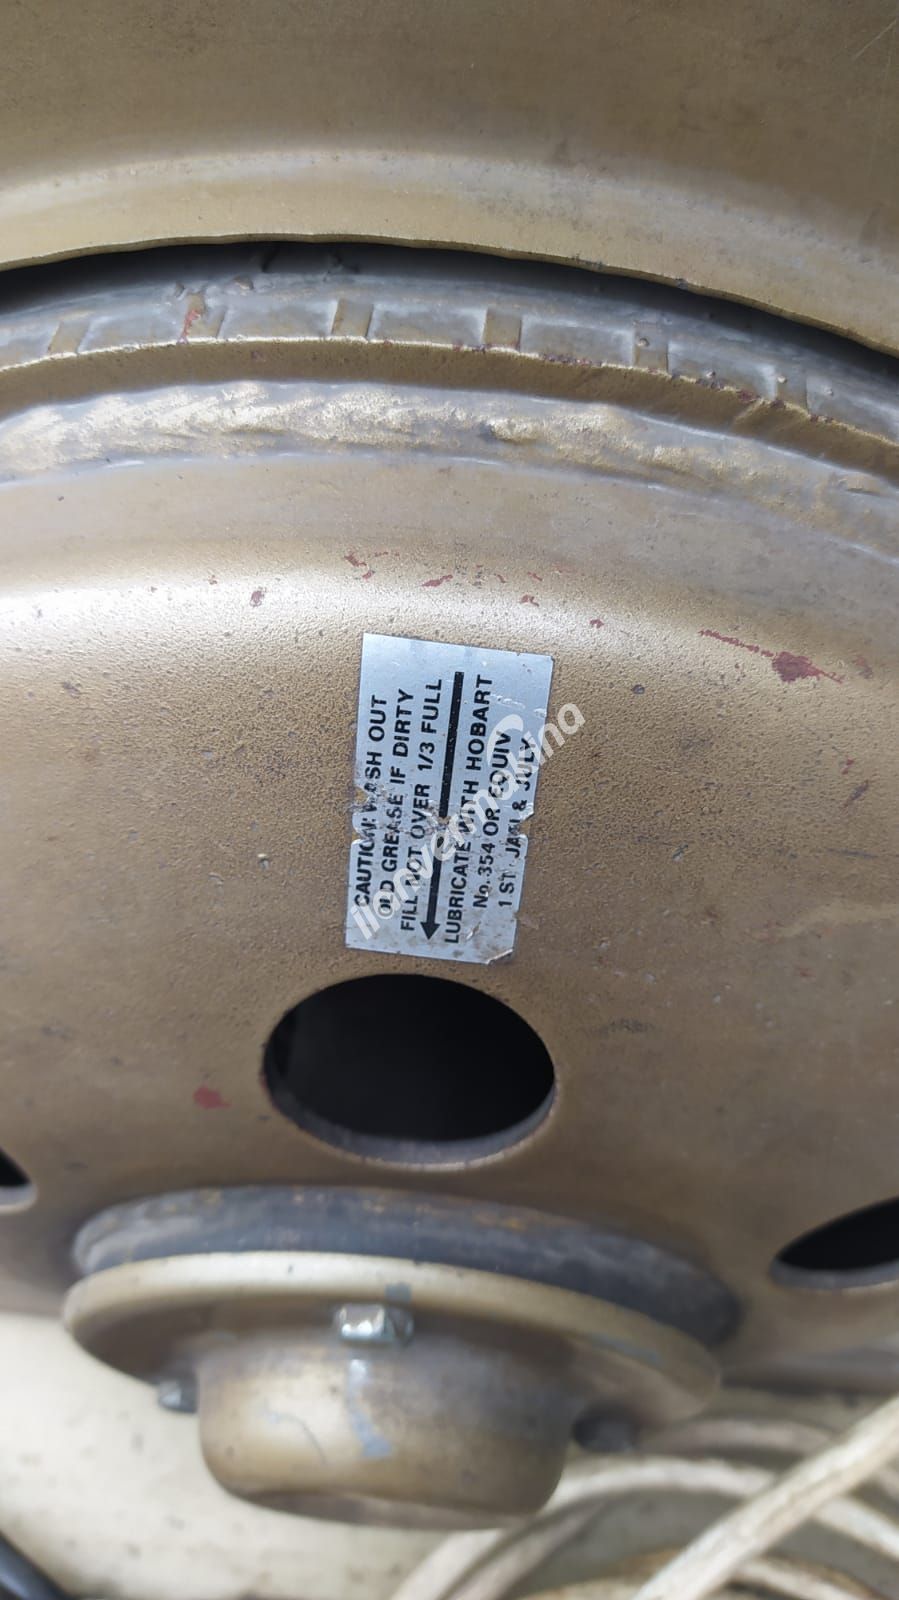 CAUTION: WASH OUT
OLD GREASE IF DIRTY
FILL NOT OVER 1/3 FULL
LUBRICATE WITH HOBART
No. 354 OR EQUIV
1 ST JAN & JULY
ilanvermakina